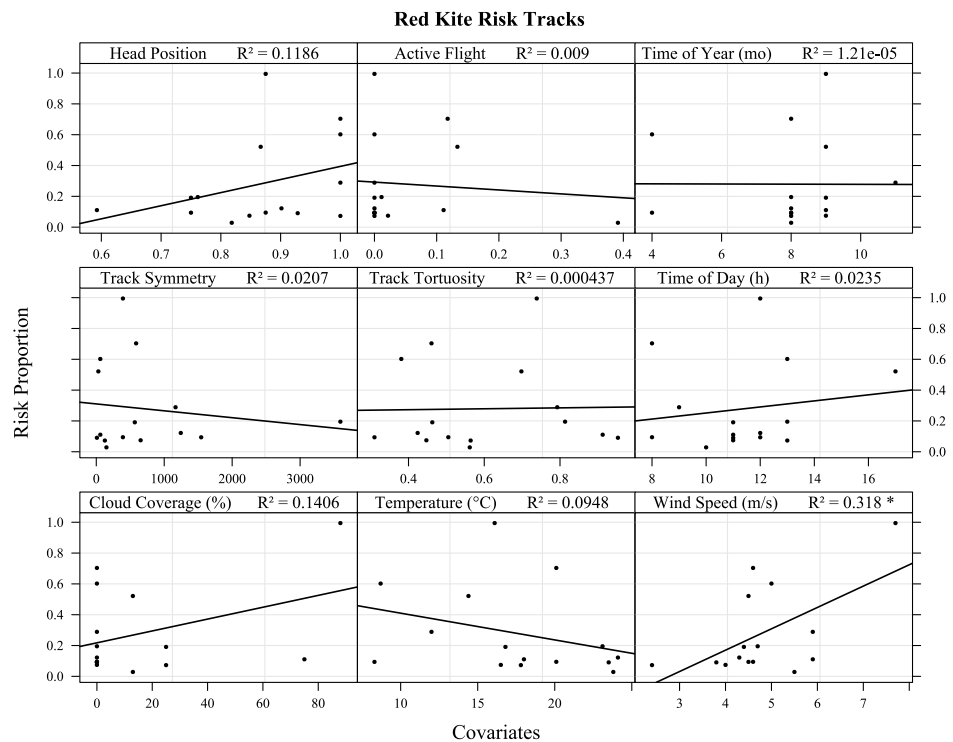 Red Kite Risk Tracks
Head Position R² = 0.1186
Active Flight R² = 0.009
Time of Year (mo) R² = 1.21e-05
1.0
0.8
0.6
0.4
0.2
0.0
0.6 0.7 0.8 0.9 1.0
0.0 0.1 0.2 0.3 0.4
4 6 8 10
Track Symmetry R² = 0.0207
Track Tortuosity R² = 0.000437
Time of Day (h) R² = 0.0235
1.0
0.8
0.6
0.4
0.2
0.0
0 1000 2000 3000
0.4 0.6 0.8
8 10 12 14 16
Cloud Coverage (%) R² = 0.1406
Temperature (°C) R² = 0.0948
Wind Speed (m/s) R² = 0.318 *
1.0
0.8
0.6
0.4
0.2
0.0
0 20 40 60 80
10 15 20
3 4 5 6 7
Risk Proportion
Covariates